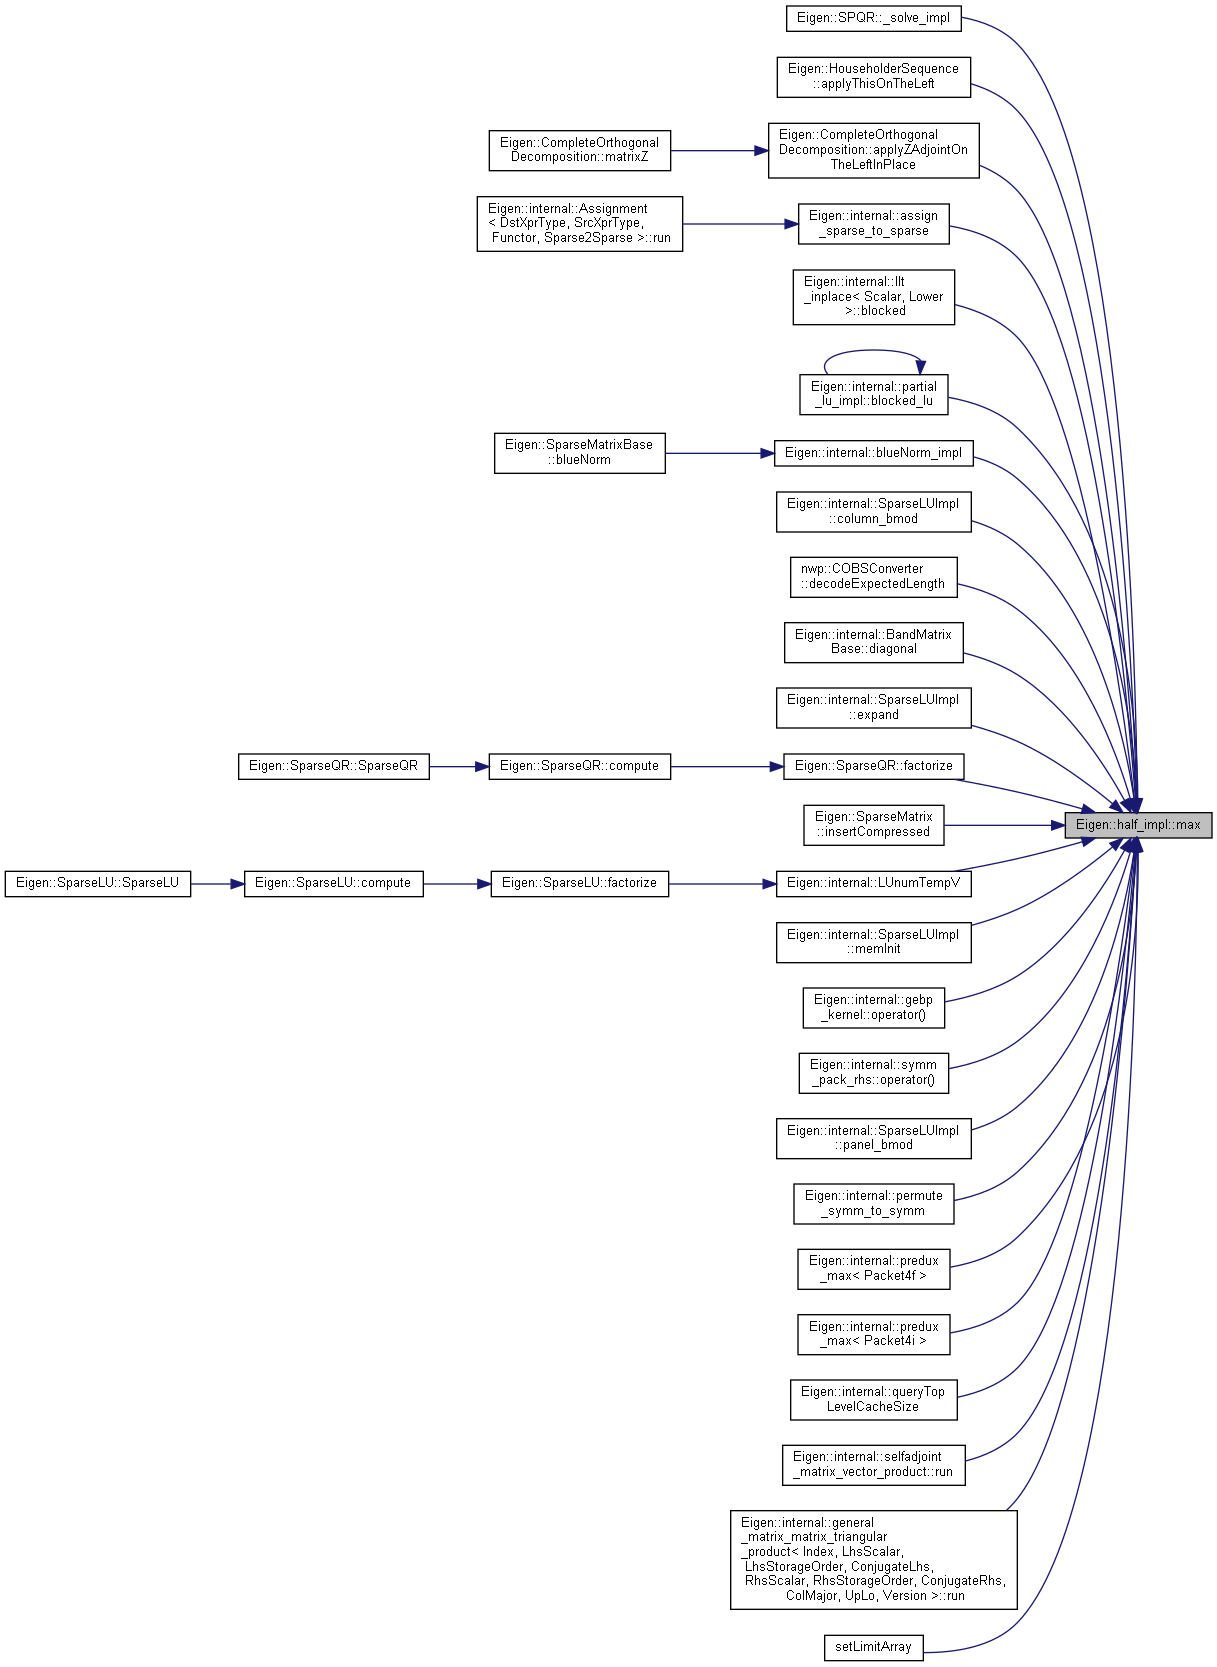 Eigen::SPQR::_solve_impl
Eigen::HouseholderSequence
::applyThisOnTheLeft
Eigen::CompleteOrthogonal
Decomposition::matrixZ
Eigen::CompleteOrthogonal
Decomposition::applyZAdjointOn
TheLeftInPlace
Eigen::internal::Assignment
< DstXprType, SrcXprType,
Functor, Sparse2Sparse >::run
Eigen::internal::assign
_sparse_to_sparse
Eigen::internal::llt
_inplace< Scalar, Lower
>::blocked
Eigen::internal::partial
_lu_impl::blocked_lu
Eigen::SparseMatrixBase
::blueNorm
Eigen::internal::blueNorm_impl
Eigen::internal::SparseLUImpl
::column_bmod
nwp::COBSConverter
::decodeExpectedLength
Eigen::internal::BandMatrix
Base::diagonal
Eigen::internal::SparseLUImpl
::expand
Eigen::SparseQR::SparseQR
Eigen::SparseQR::compute
Eigen::SparseQR::factorize
Eigen::SparseMatrix
::insertCompressed
Eigen::half_impl::max
Eigen::SparseLU::SparseLU
Eigen::SparseLU::compute
Eigen::SparseLU::factorize
Eigen::internal::LUnumTempV
Eigen::internal::SparseLUImpl
::memInit
Eigen::internal::gebp
_kernel::operator()
Eigen::internal::symm
_pack_rhs::operator()
Eigen::internal::SparseLUImpl
::panel_bmod
Eigen::internal::permute
_symm_to_symm
Eigen::internal::predux
_max< Packet4f >
Eigen::internal::predux
_max< Packet4i >
Eigen::internal::queryTop
LevelCacheSize
Eigen::internal::selfadjoint
_matrix_vector_product::run
Eigen::internal::general
_matrix_matrix_triangular
_product< Index, LhsScalar,
LhsStorageOrder, ConjugateLhs,
RhsScalar, RhsStorageOrder, ConjugateRhs,
ColMajor, UpLo, Version >::run
setLimitArray